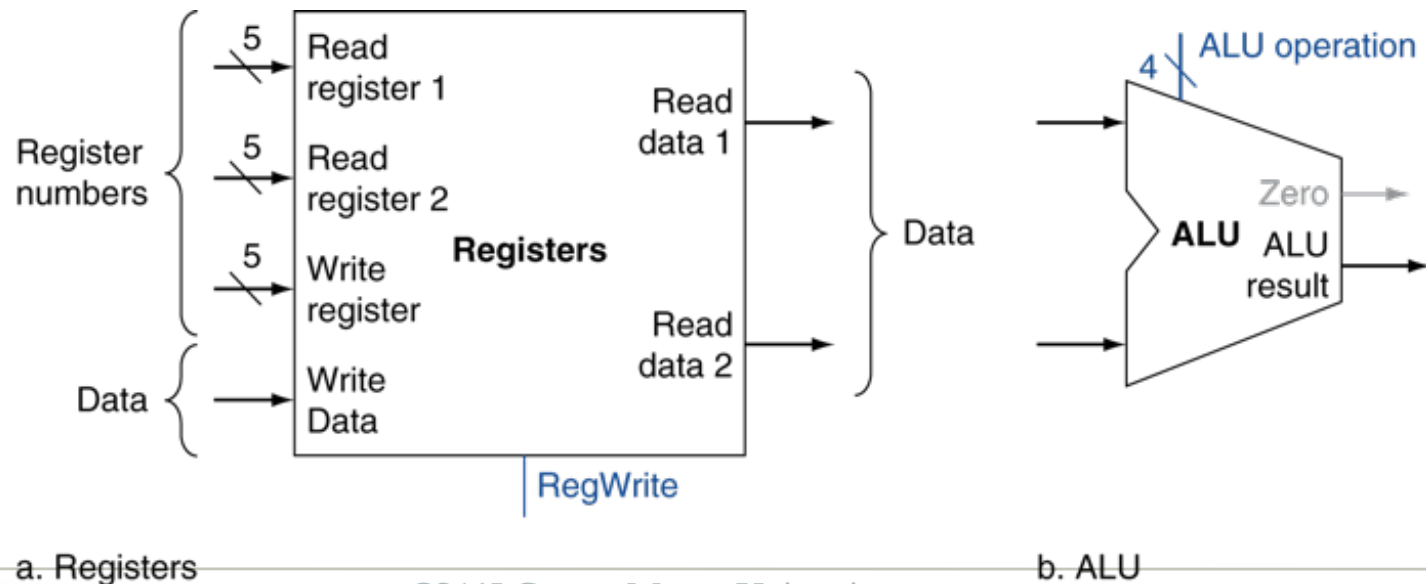 5
Read
register 1
Read
data 1
5
Read
register 2
Register
numbers
5
Write
register
Registers
Read
data 2
Data
Write
Data
Data
RegWrite
4
ALU operation
Zero
ALU
ALU
result
a. Registers
b. ALU